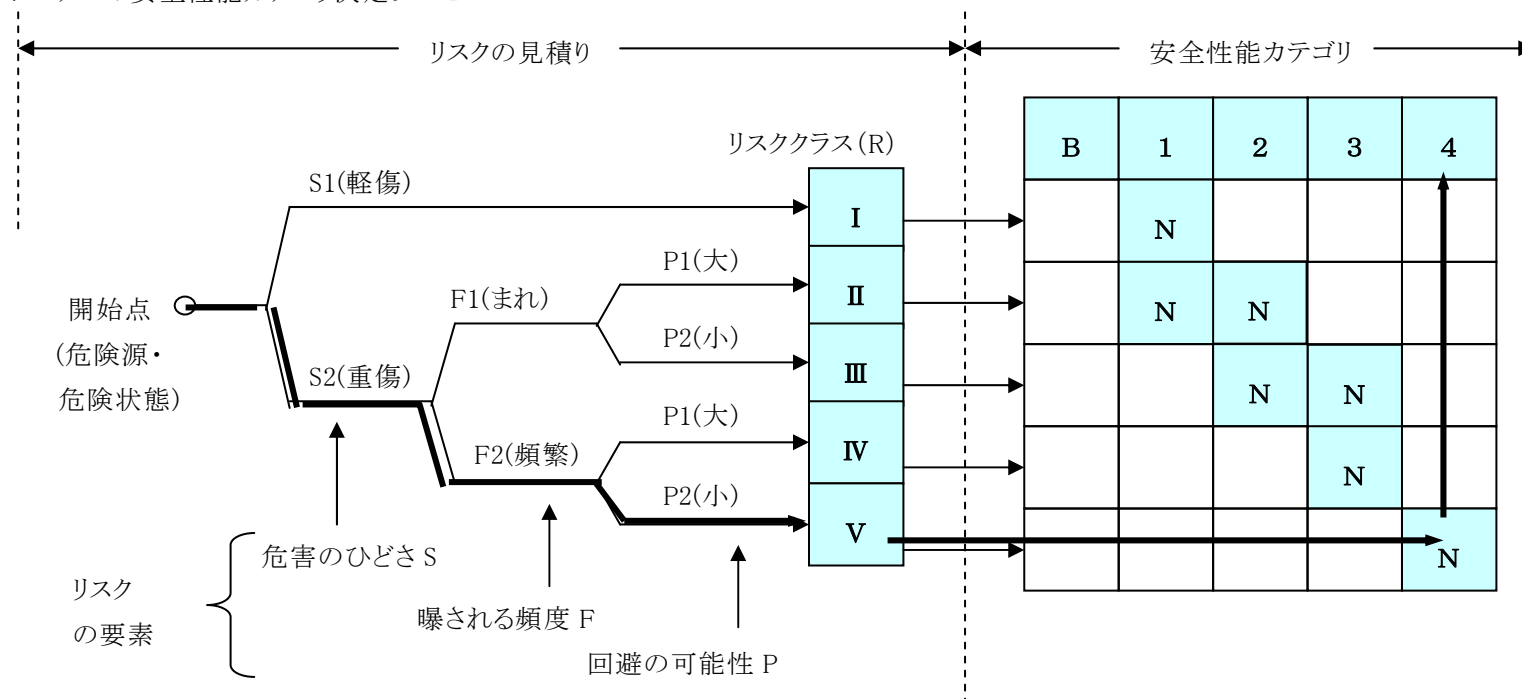 リスクの見積り
安全性能カテゴリ
リスククラス(R)
B 1 2 3 4
S1(軽傷)
Ⅰ
N
P1(大)
F1(まれ)
Ⅱ
N N
開始点
(危険源・
危険状態)
P2(小)
S2(重傷)
Ⅲ
N N
P1(大)
F2(頻繁)
Ⅳ
N
P2(小)
Ⅴ
N
リスク
の要素
危害のひどさ S
曝される頻度 F
回避の可能性 P